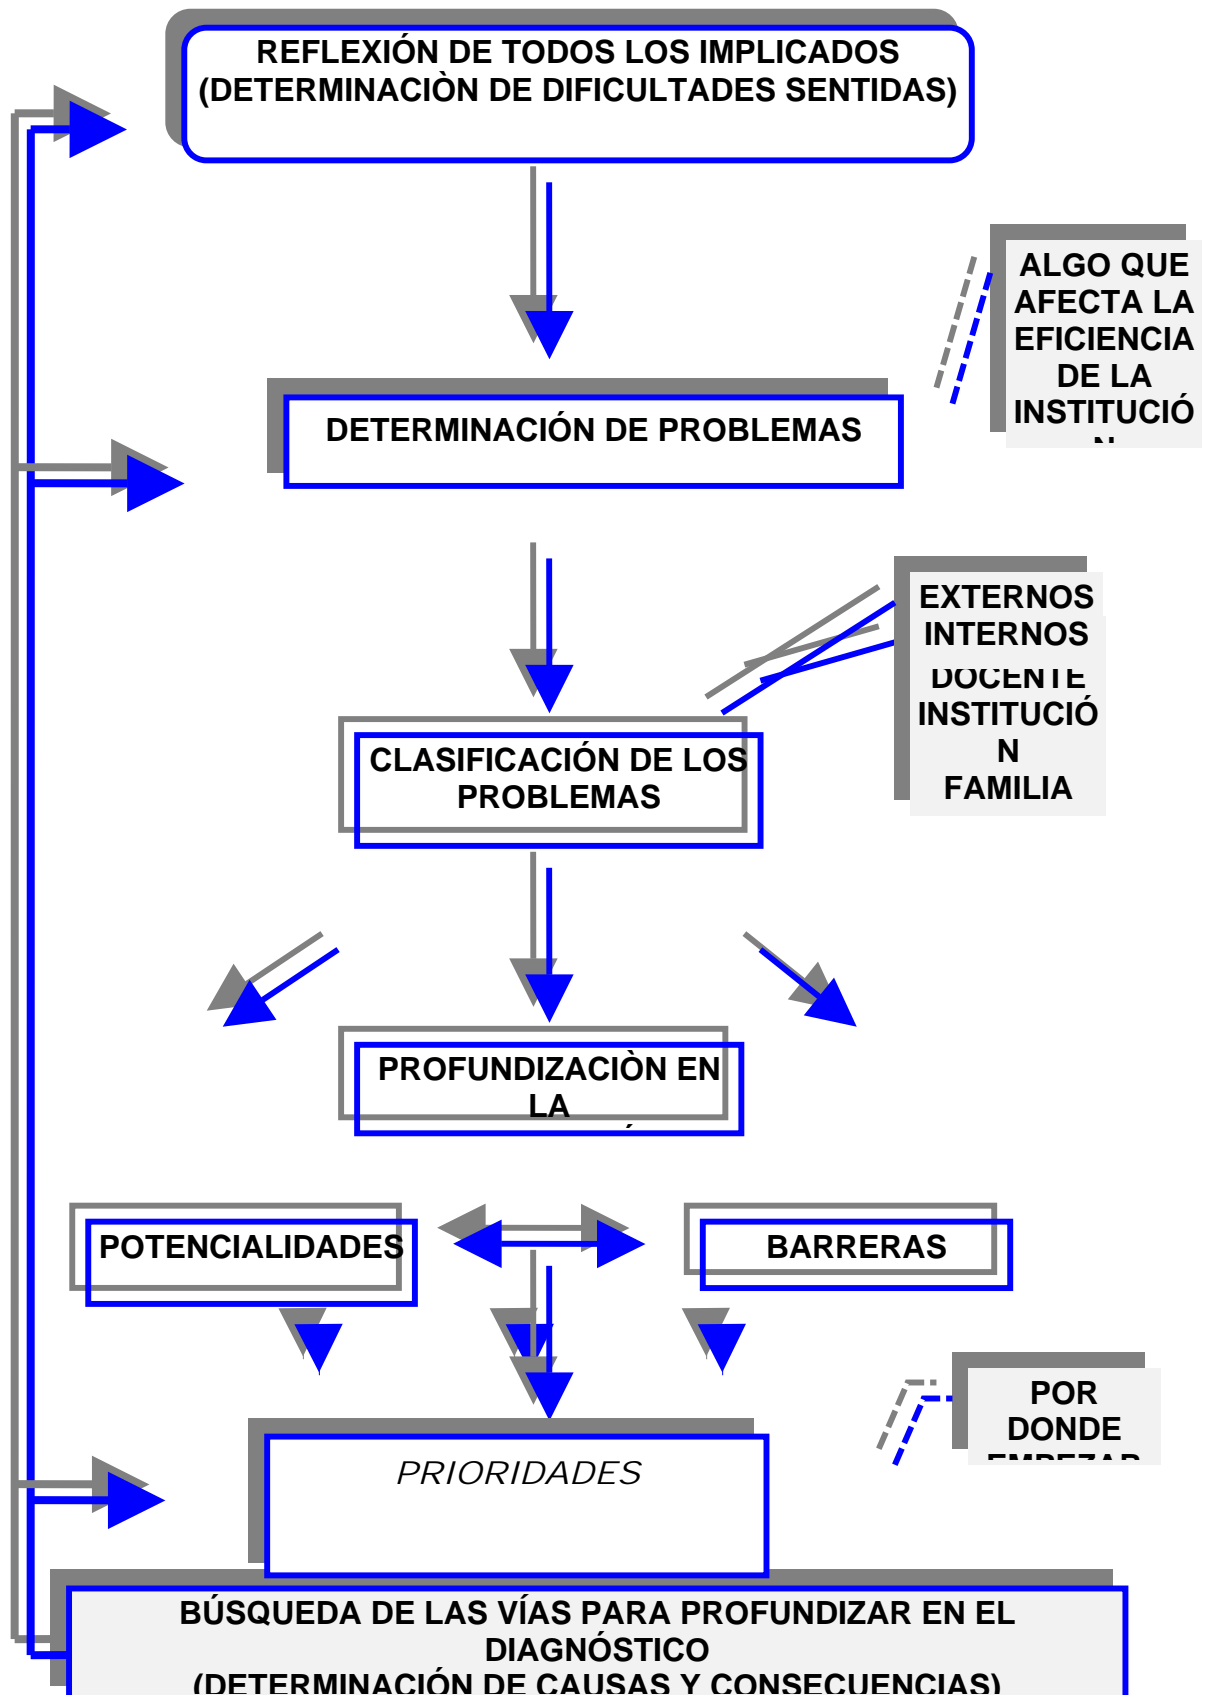 REFLEXIÓN DE TODOS LOS IMPLICADOS
(DETERMINACIÒN DE DIFICULTADES SENTIDAS)
ALGO QUE
AFECTA LA
EFICIENCIA
DE LA
INSTITUCIÓ
DETERMINACIÓN DE PROBLEMAS
EXTERNOS
INTERNOS
DOCENTE
INSTITUCIÓ
N
FAMILIA
CLASIFICACIÓN DE LOS
PROBLEMAS
PROFUNDIZACIÒN EN
LA
POTENCIALIDADES
BARRERAS
POR
DONDE
EMPEZAR
PRIORIDADES
BÚSQUEDA DE LAS VÍAS PARA PROFUNDIZAR EN EL
DIAGNÓSTICO
(DETERMINACIÓN DE CAUSAS Y CONSECUENCIAS)